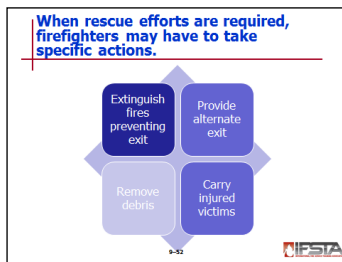 When rescue efforts are required,
firefighters may have to take
specific actions.
Extinguish
fires
preventing
exit
Provide
alternate
exit
Remove
debris
Carry
injured
victims
9–52
IFSTA